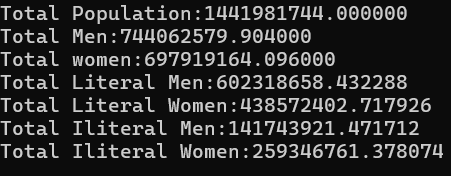 Total Population:1441981744.000000
Total Men:744062579.904000
Total women:697919164.096000
Total Literal Men:602318658.432288
Total Literal Women:438572402.717926
Total Iliteral Men:141743921.471712
Total Iliteral Women:259346761.378074